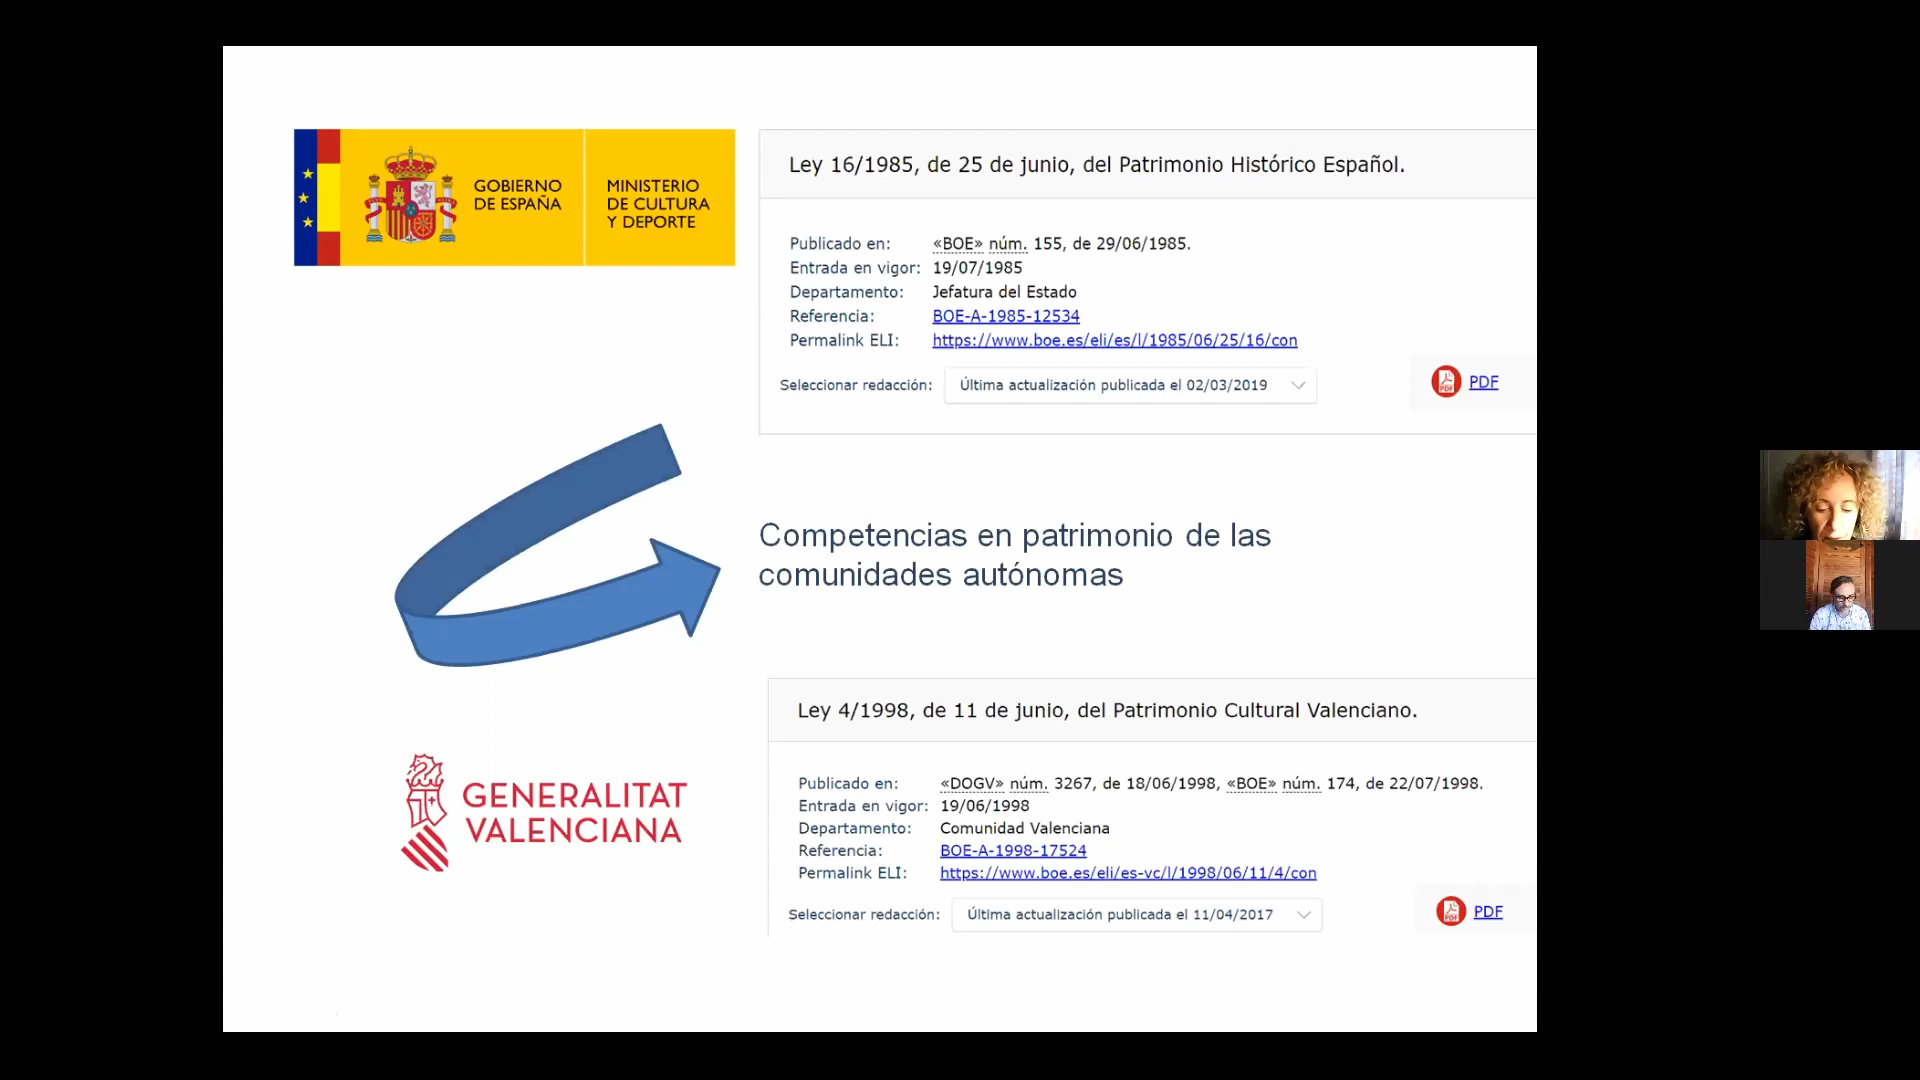 GOBIERNO
DE ESPAÑA
MINISTERIO
DE CULTURA
Y DEPORTE
Ley 16/1985, de 25 de junio, del Patrimonio Histórico Español.
Publicado en: «BOE» núm. 155, de 29/06/1985.
Entrada en vigor: 19/07/1985
Departamento: Jefatura del Estado
Referencia: BOE-A-1985-12534
Permalink ELI: https://www.boe.es/eli/es/l/1985/06/25/16/con
Seleccionar redacción: Última actualización publicada el 02/03/2019
PDF
Competencias en patrimonio de las
comunidades autónomas
GENERALITAT
VALENCIANA
Ley 4/1998, de 11 de junio, del Patrimonio Cultural Valenciano.
Publicado en: «DOGV» núm. 3267, de 18/06/1998, «BOE» núm. 174, de 22/07/1998.
Entrada en vigor: 19/06/1998
Departamento: Comunidad Valenciana
Referencia: BOE-A-1998-17524
Permalink ELI: https://www.boe.es/eli/es-vc/l/1998/06/11/4/con
Seleccionar redacción: Última actualización publicada el 11/04/2017
PDF